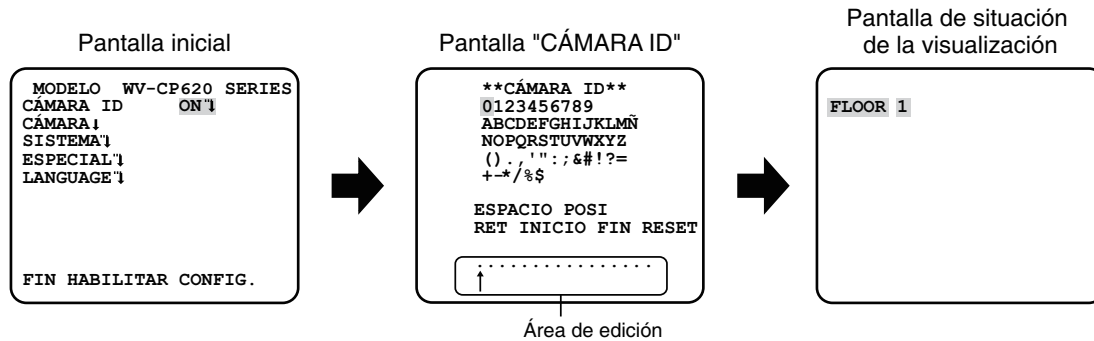 Pantalla inicial
MODELO WV-CP620 SERIES
CÁMARA ID ON
CÁMARA
SISTEMA
ESPECIAL
LANGUAGE
FIN HABILITAR CONFIG.
Pantalla "CÁMARA ID"
**CÁMARA ID**
0123456789
ABCDEFGHIJKLMÑ
NOPQRSTUVWXYZ
().,'":;&#!?=
+-*/%$
ESPACIO POSI
RET INICIO FIN RESET
................
Área de edición
Pantalla de situación
de la visualización
FLOOR 1